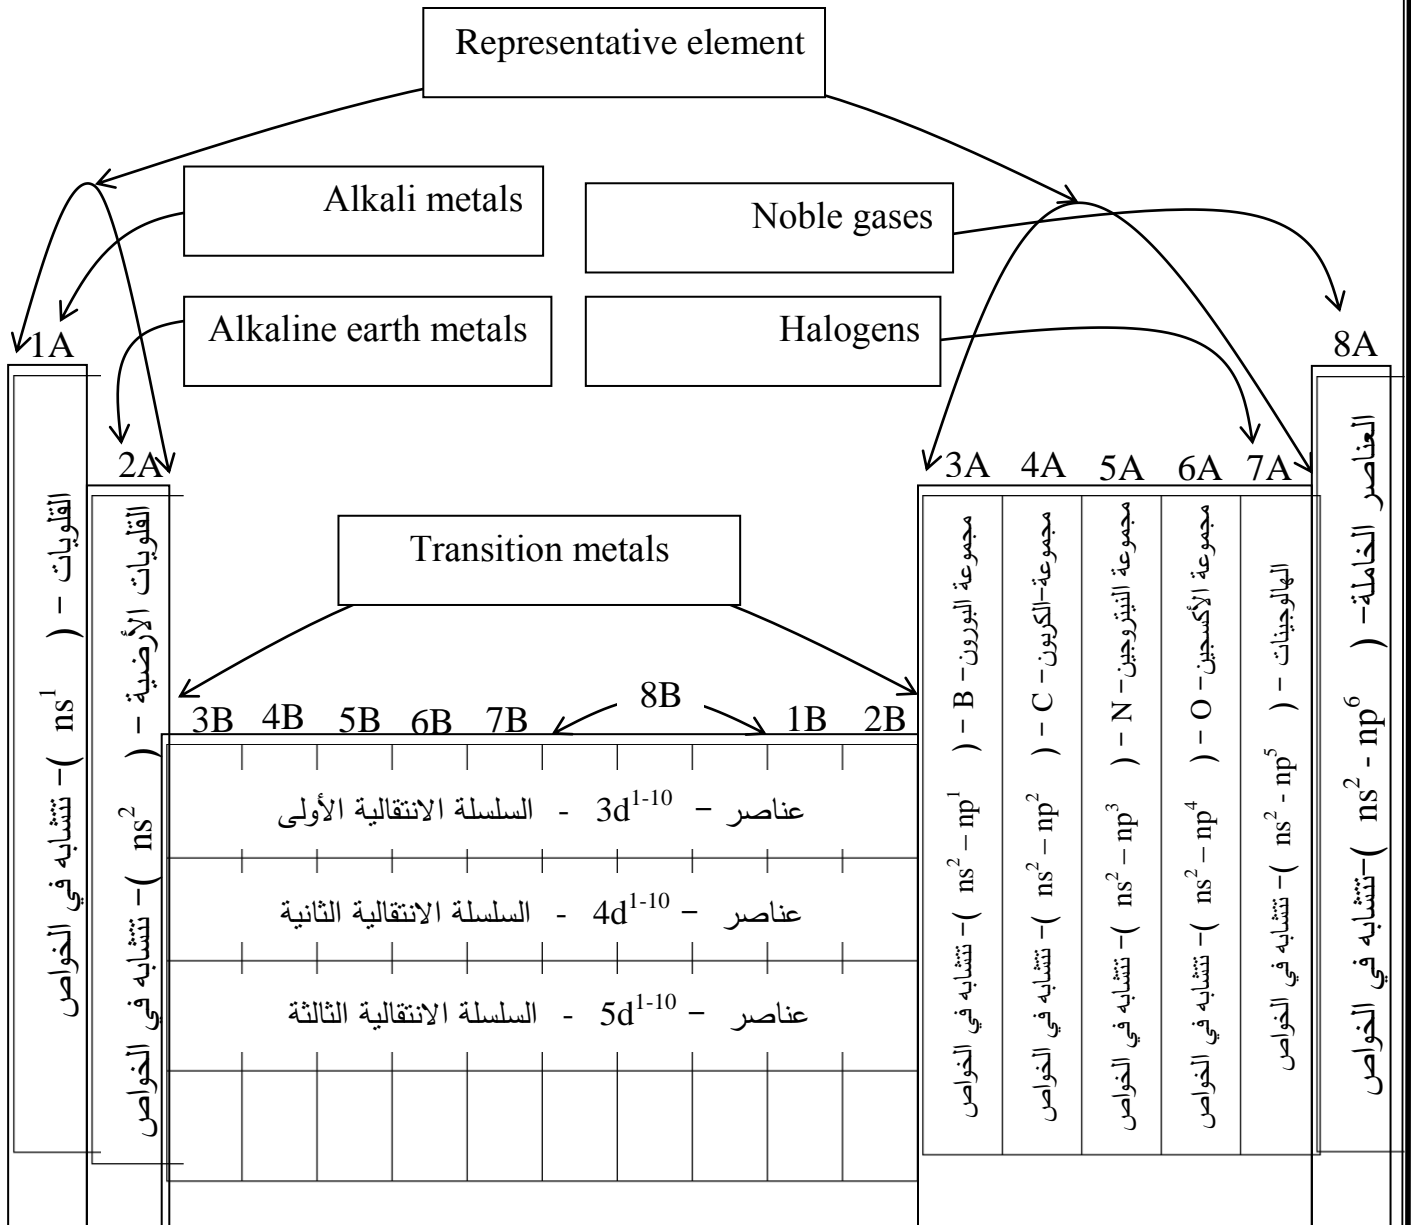 Representative element
Alkali metals
Noble gases
Alkaline earth metals
Halogens
1A
8A
2A
3A 4A 5A 6A 7A
Transition metals
8B
3B 4B 5B 6B 7B 1B 2B
القلويات – ( ns1 ) – تتشابه في الخواص
القلويات الأرضية – ( ns2 ) – تتشابه في الخواص
عناصر – 3d1-10 - السلسلة الانتقالية الأولى
عناصر – 4d1-10 - السلسلة الانتقالية الثانية
عناصر – 5d1-10 - السلسلة الانتقالية الثالثة
مجموعة البورون – B – ( ns2 – np1 ) – تتشابه في الخواص
مجموعة-الكربون – C – ( ns2 – np2 ) – تتشابه في الخواص
مجموعة النيتروجين – N – ( ns2 – np3 ) – تتشابه في الخواص
مجموعة الأكسجين – O – ( ns2 – np4 ) – تتشابه في الخواص
الهالوجينات – ( ns2 - np5 ) – تتشابه في الخواص
العناصر الخاملة – ( ns2 - np6 ) –تتشابه في الخواص